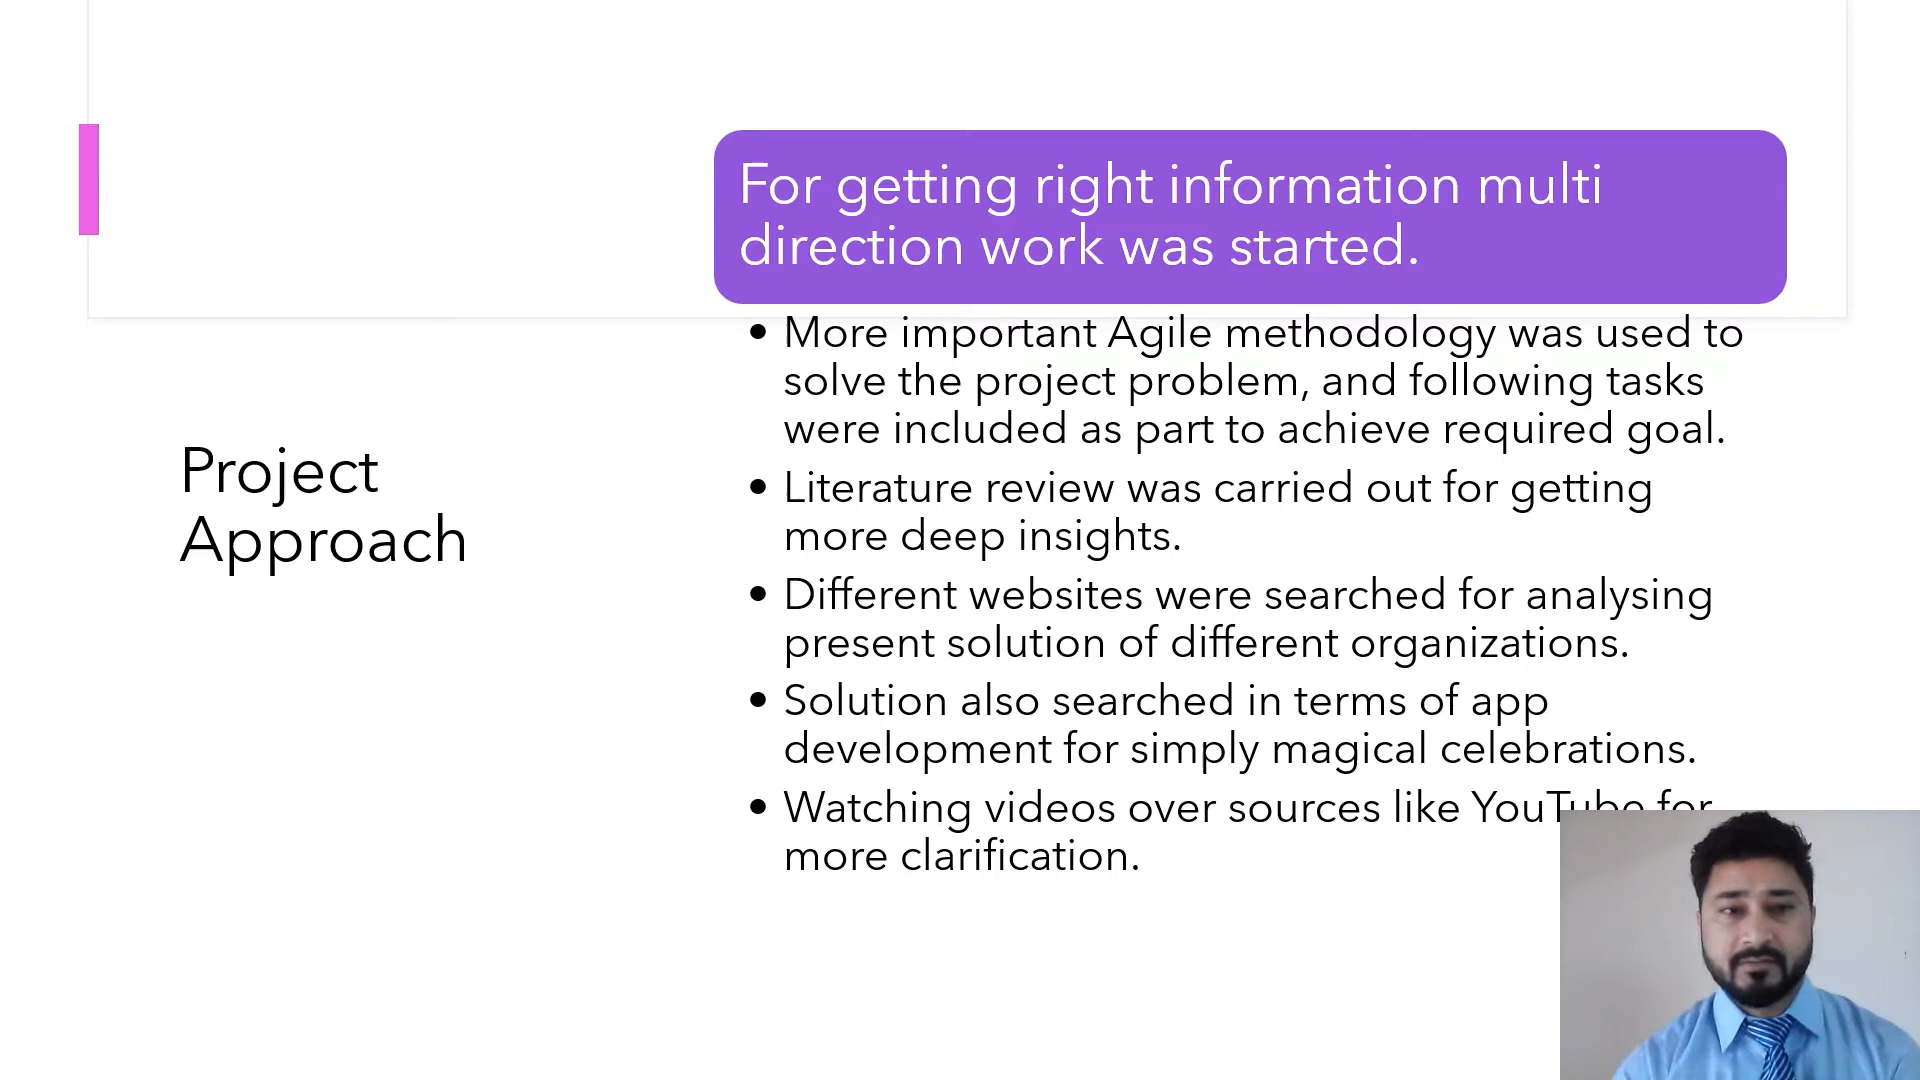 Project
Approach
For getting right information multi
direction work was started.
• More important Agile methodology was used to
solve the project problem, and following tasks
were included as part to achieve required goal.
• Literature review was carried out for getting
more deep insights.
• Different websites were searched for analysing
present solution of different organizations.
• Solution also searched in terms of app
development for simply magical celebrations.
• Watching videos over sources like YouTube for
more clarification.